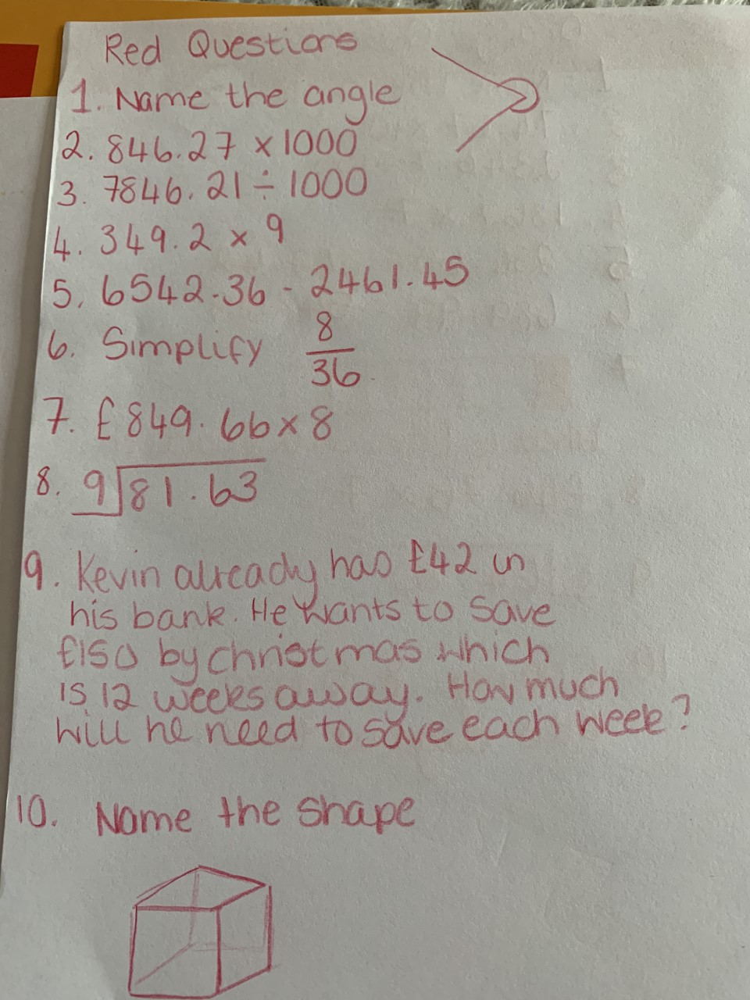 Red Questions
1. Name the angle
2. 846.27 x 1000
3. 7846.21 ÷ 1000
4. 349.2 x 9
5. 6542.36 - 2461.45
6. Simplify 8/36
7. £849.66 x 8
8. 9 81.63
9. Kevin already has £42 in
his bank. He wants to save
£150 by christmas which
is 12 weeks away. How much
will he need to save each week?
10. Name the shape